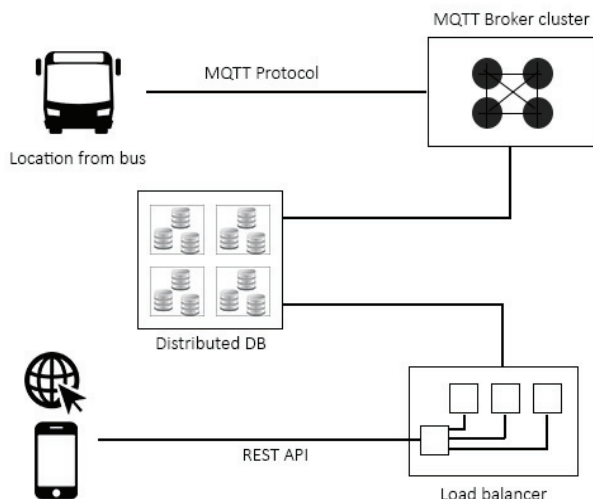 MQTT Broker cluster
MQTT Protocol
Location from bus
Distributed DB
REST API
Load balancer